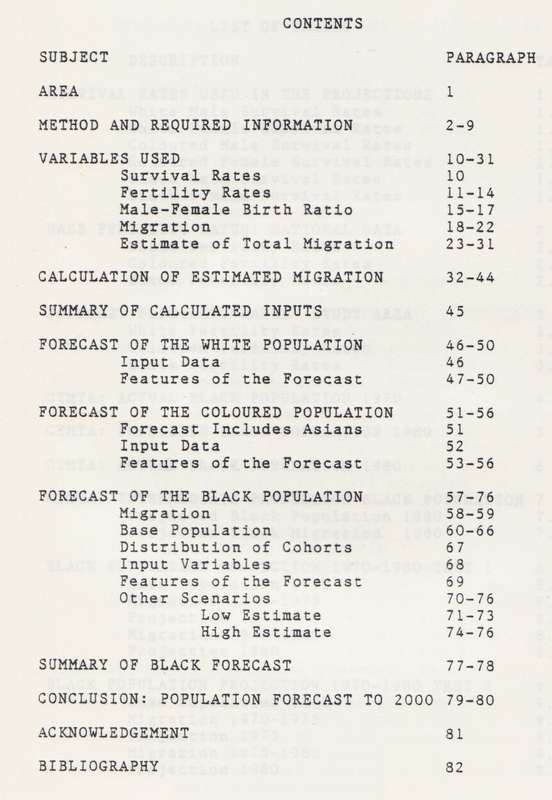 CONTENTS
SUBJECT PARAGRAPH
AREA 1
METHOD AND REQUIRED INFORMATION 2-9
VARIABLES USED 10-31
Survival Rates 10
Fertility Rates 11-14
Male-Female Birth Ratio 15-17
Migration 18-22
Estimate of Total Migration 23-31
CALCULATION OF ESTIMATED MIGRATION 32-44
SUMMARY OF CALCULATED INPUTS 45
FORECAST OF THE WHITE POPULATION 46-50
Input Data 46
Features of the Forecast 47-50
FORECAST OF THE COLOURED POPULATION 51-56
Forecast Includes Asians 51
Input Data 52
Features of the Forecast 53-56
FORECAST OF THE BLACK POPULATION 57-76
Migration 58-59
Base Population 60-66
Distribution of Cohorts 67
Input Variables 68
Features of the Forecast 69
Other Scenarios 70-76
Low Estimate 71-73
High Estimate 74-76
SUMMARY OF BLACK FORECAST 77-78
CONCLUSION: POPULATION FORECAST TO 2000 79-80
ACKNOWLEDGEMENT 81
BIBLIOGRAPHY 82